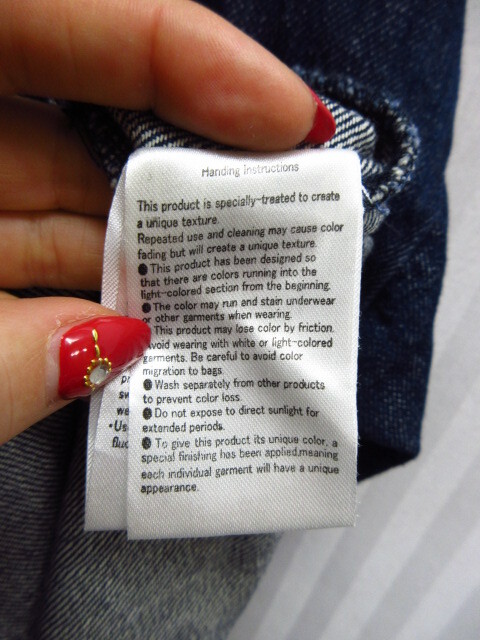 Handing instructions
This product is specially-treated to create
a unique texture.
Repeated use and cleaning may cause color
fading but will create a unique texture.
●This product has been designed so
that there are colors running into the
light-colored section from the beginning.
●The color may run and stain underwear
or other garments when wearing.
●This product may lose color by friction.
Avoid wearing with white or light-colored
garments. Be careful to avoid color
migration to bags.
●Wash separately from other products
to prevent color loss.
●Do not expose to direct sunlight for
extended periods.
●To give this product its unique color, a
special finishing has been applied,meaning
each individual garment will have a unique
appearance.